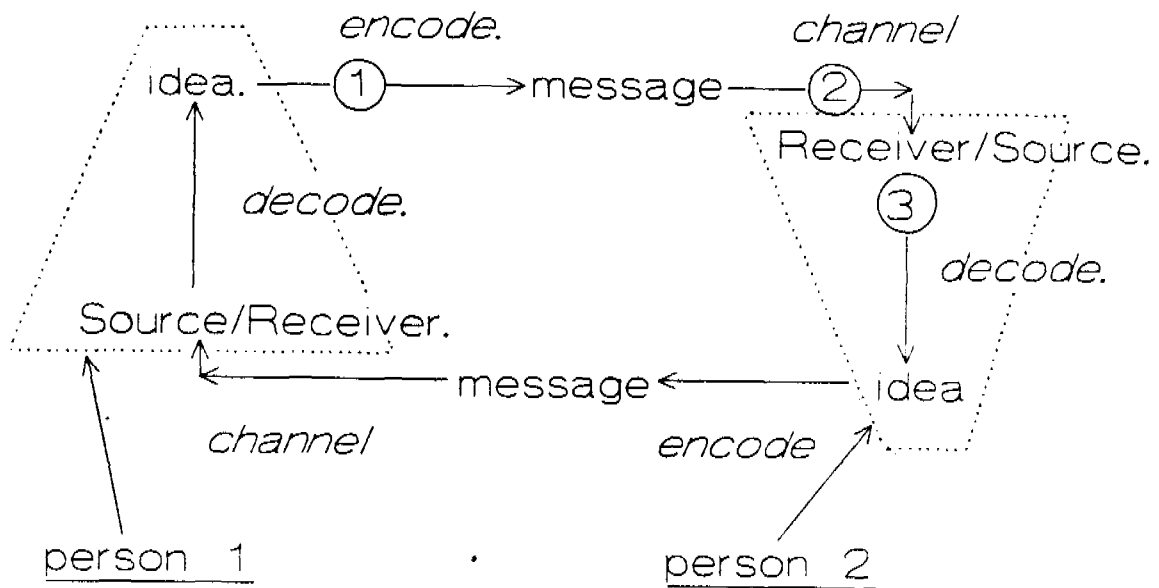 encode. channel
idea. 1 message 2
Receiver/Source.
3
decode.
decode.
Source/Receiver.
message idea
channel encode
person 1 person 2